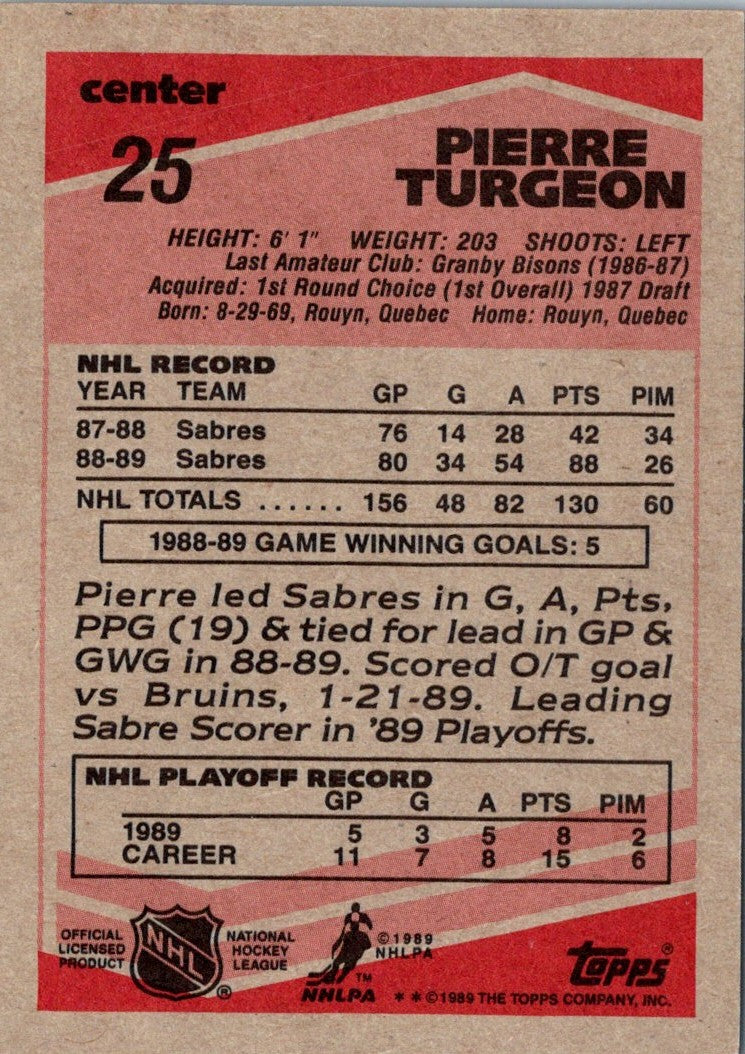 center
25
PIERRE
TURGEON
HEIGHT: 6' 1" WEIGHT: 203 SHOOTS: LEFT
Last Amateur Club: Granby Bisons (1986-87)
Acquired: 1st Round Choice (1st Overall) 1987 Draft
Born: 8-29-69, Rouyn, Quebec Home: Rouyn, Quebec
NHL RECORD
YEAR TEAM GP G A PTS PIM
87-88 Sabres 76 14 28 42 34
88-89 Sabres 80 34 54 88 26
NHL TOTALS ...... 156 48 82 130 60
1988-89 GAME WINNING GOALS: 5
Pierre led Sabres in G, A, Pts,
PPG (19) & tied for lead in GP &
GWG in 88-89. Scored O/T goal
vs Bruins, 1-21-89. Leading
Sabre Scorer in '89 Playoffs.
NHL PLAYOFF RECORD
GP G A PTS PIM
1989 5 3 5 8 2
CAREER 11 7 8 15 6
OFFICIAL
LICENSED
PRODUCT
NHL
®
NATIONAL
HOCKEY
LEAGUE
TM
NHLPA
©1989
NHLPA
topps ®
* * ©1989 THE TOPPS COMPANY, INC.